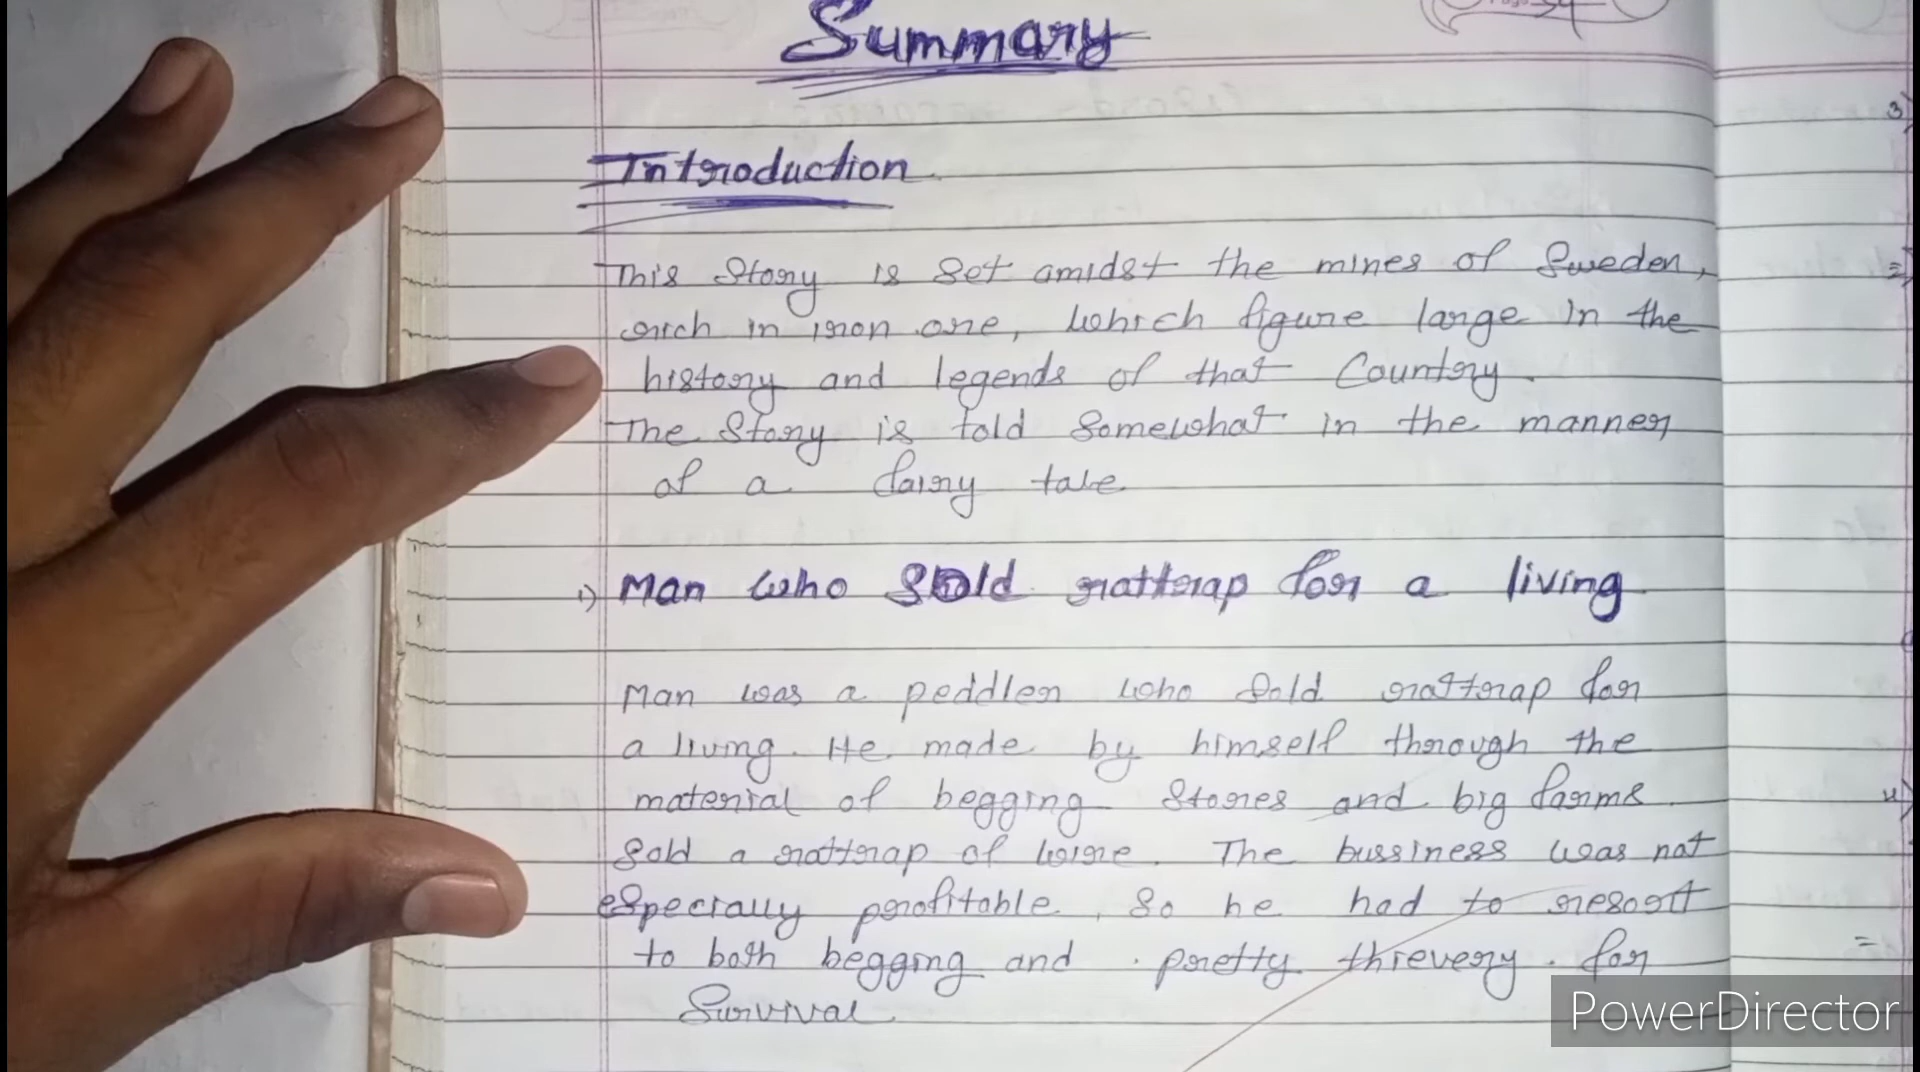 Summary
Introduction
This Story is set amidst the mines of Sweden,
rich in iron ore, which figure large in the
history and legends of that Country.
The Story is told Somewhat in the manner
of a fairy tale
1) Man who Sold rattrap for a living
Man was a peddler who Sold rattrap for
a living. He made by himself through the
material of begging Stores and big farms
Sold a rattrap of wire. The bussiness was not
especially profitable, So he had to resort
to both begging and pretty thievery. for
Survival.
3)
4)
PowerDirector